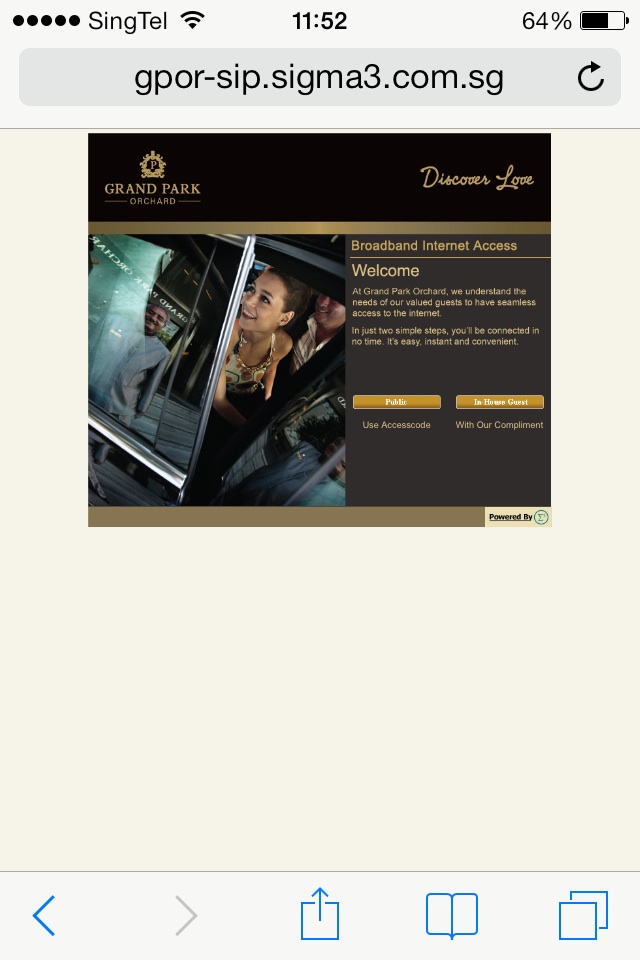 SingTel 11:52 64%
gpor-sip.sigma3.com.sg
GRAND PARK
ORCHARD
Discover Love
Broadband Internet Access
Welcome
At Grand Park Orchard, we understand the
needs of our valued guests to have seamless
access to the internet.
In just two simple steps, you'll be connected in
no time. It's easy, instant and convenient.
Public
In-House Guest
Use Accesscode
With Our Compliment
Powered By